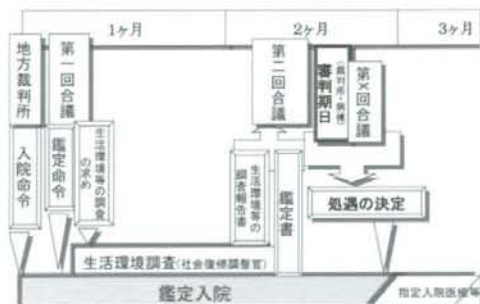 1ヶ月
2ヶ月
3ヶ月
地方裁判所
第一回合議
第二回合議
審判期日
(裁判所・病棟)
第X回合議
入院命令
鑑定命令
生活環境等の調査
の求め
生活環境等の
調査報告書
鑑定書
処遇の決定
生活環境調査(社会復帰調整官)
鑑定入院
指定入院医療等